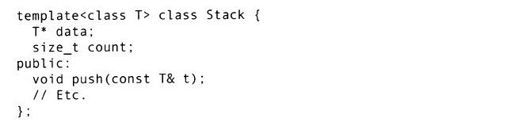 template<class T> class Stack {
  T* data;
  size_t count;
public:
  void push(const T& t);
  // Etc.
};